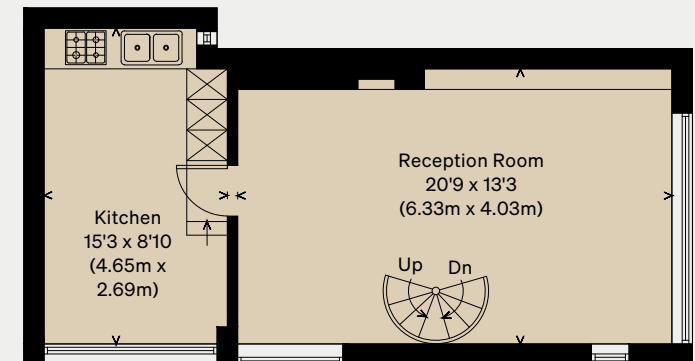 Kitchen
15'3 x 8'10
(4.65m x
2.69m)
Reception Room
20'9 x 13'3
(6.33m x 4.03m)
Up
Dn